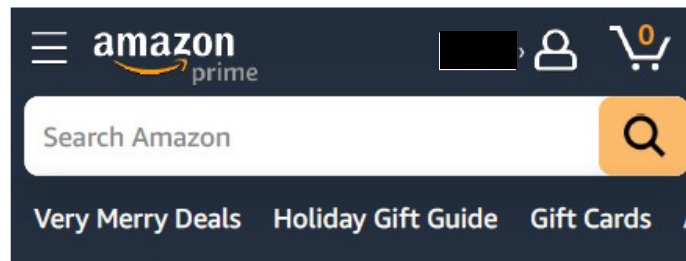 amazon
prime
›
0
Search Amazon
Very Merry Deals Holiday Gift Guide Gift Cards